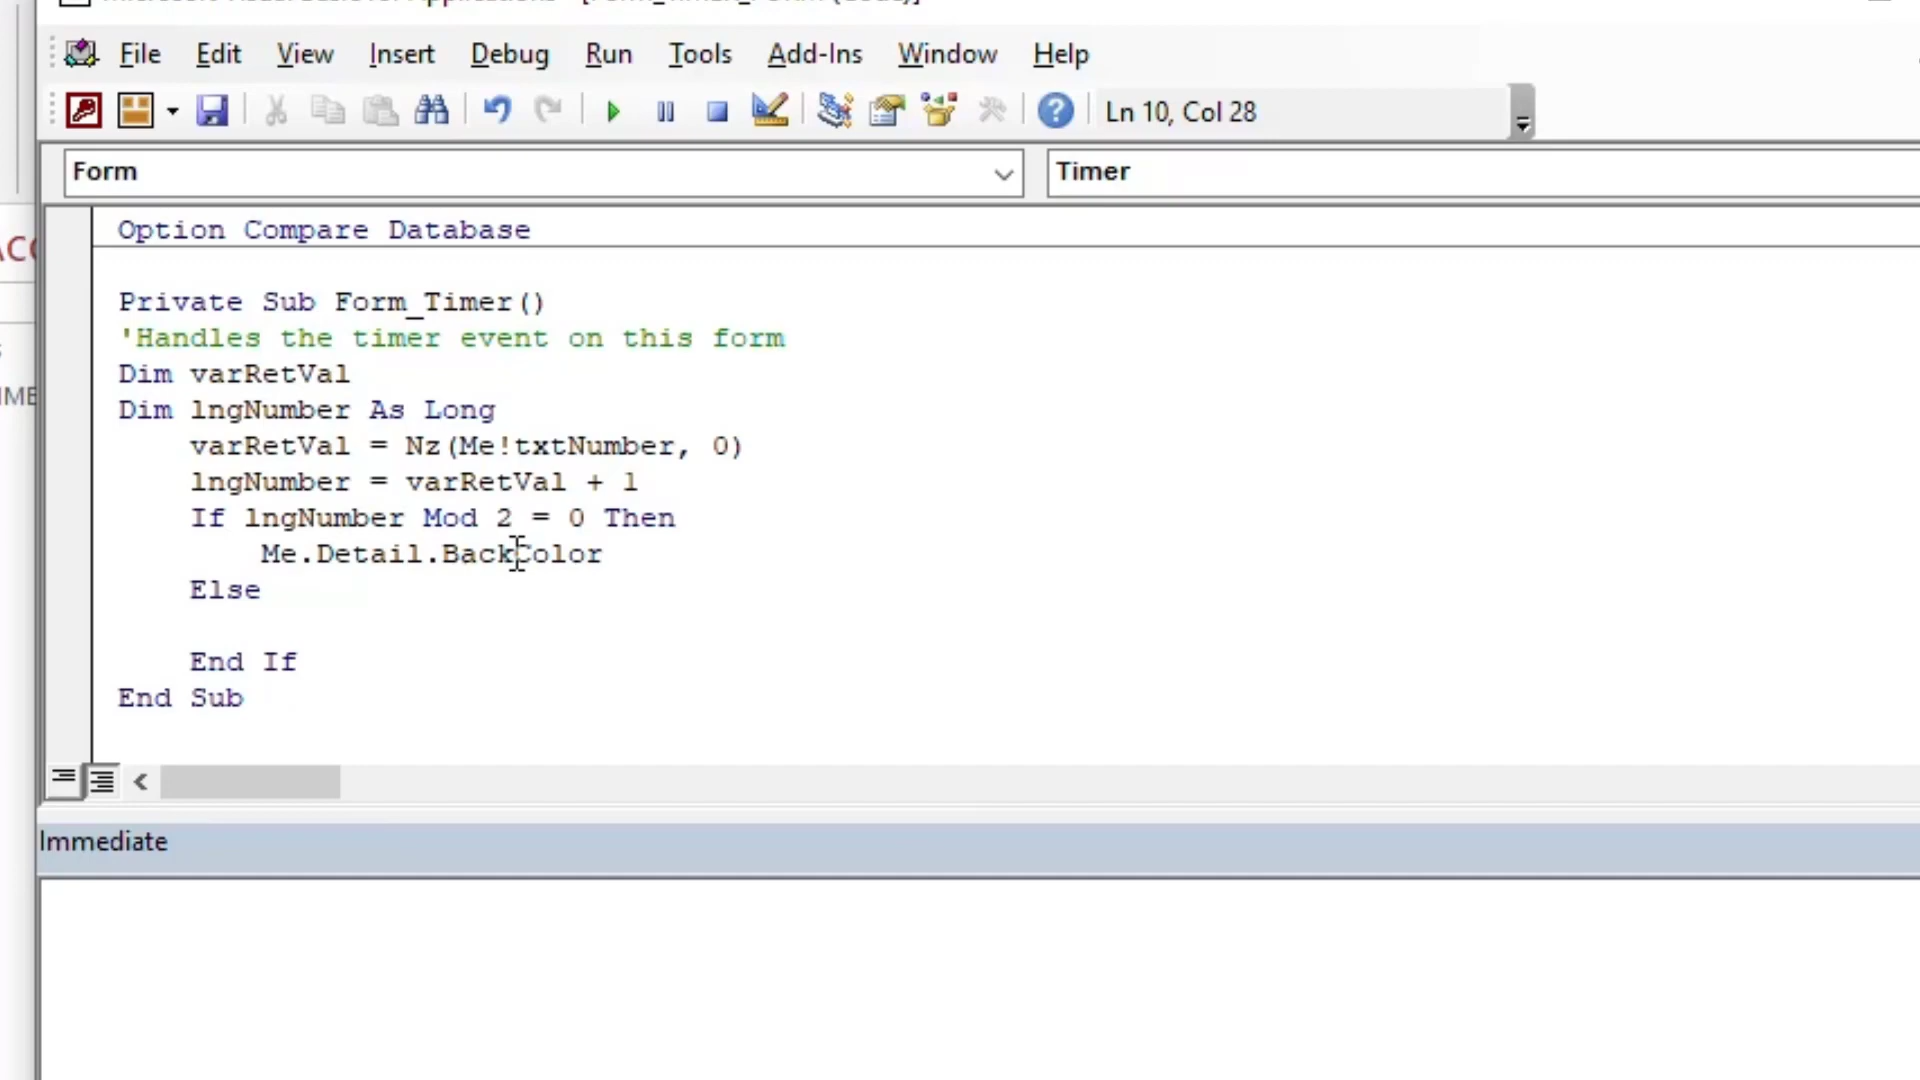 File Edit View Insert Debug Run Tools Add-Ins Window Help
Ln 10, Col 28
Form Timer
Option Compare Database
Private Sub Form_Timer()
'Handles the timer event on this form
Dim varRetVal
Dim lngNumber As Long
varRetVal = Nz(Me!txtNumber, 0)
lngNumber = varRetVal + 1
If lngNumber Mod 2 = 0 Then
Me.Detail.BackColor
Else
End If
End Sub
Immediate